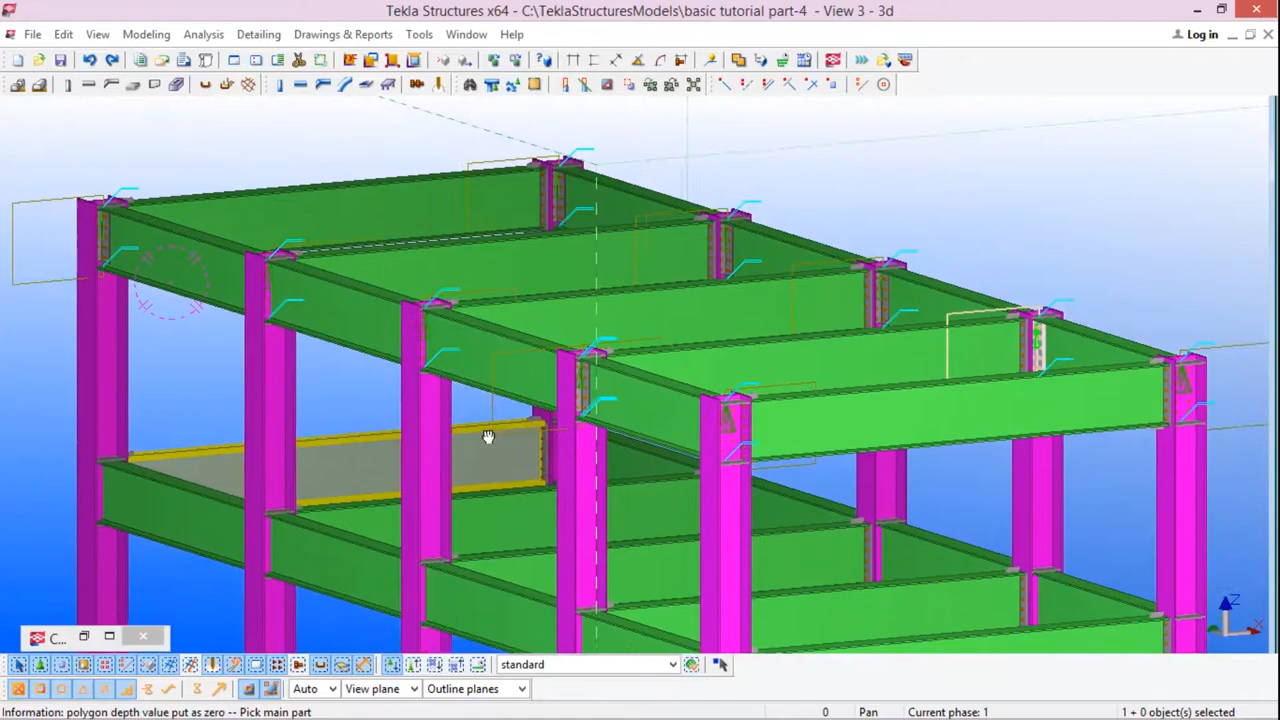 Tekla Structures x64 - C:\TeklaStructuresModels\basic tutorial part-4 - View 3 - 3d
File Edit View Modeling Analysis Detailing Drawings & Reports Tools Window Help Log in
Z
X
C...
standard
Auto View plane Outline planes
Information: polygon depth value put as zero -- Pick main part 0 Pan Current phase: 1 1 + 0 object(s) selected